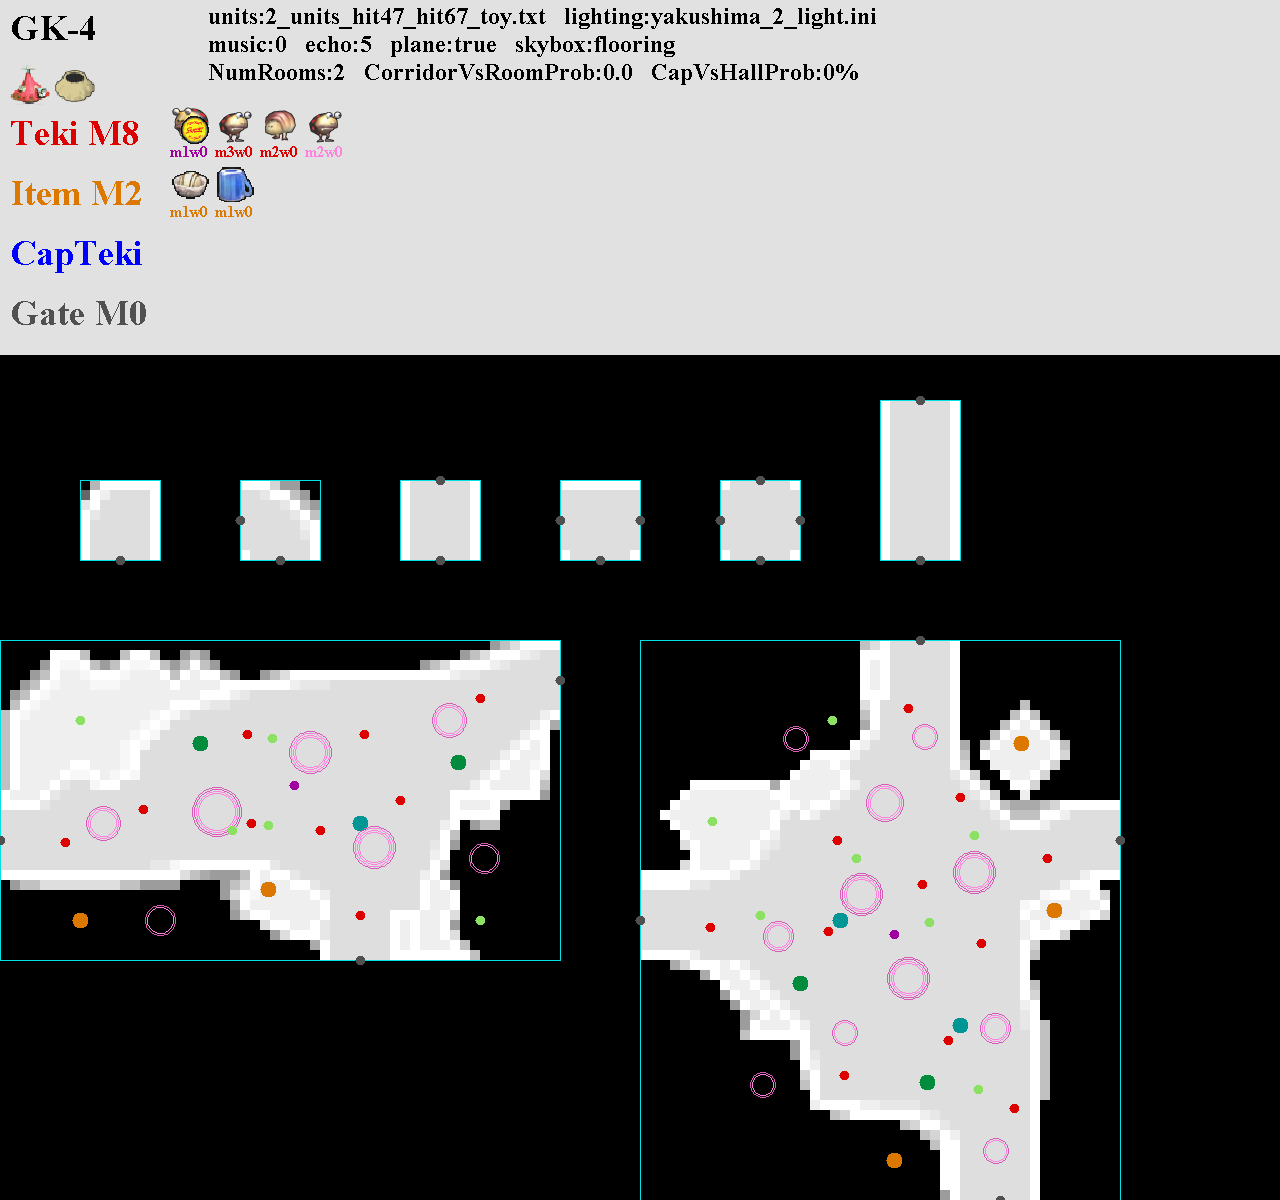 GK-4
units:2_units_hit47_hit67_toy.txt lighting:yakushima_2_light.ini
music:0 echo:5 plane:true skybox:flooring
NumRooms:2 CorridorVsRoomProb:0.0 CapVsHallProb:0%
Teki M8
m1w0 m3w0 m2w0 m2w0
Item M2
m1w0 m1w0
CapTeki
Gate M0